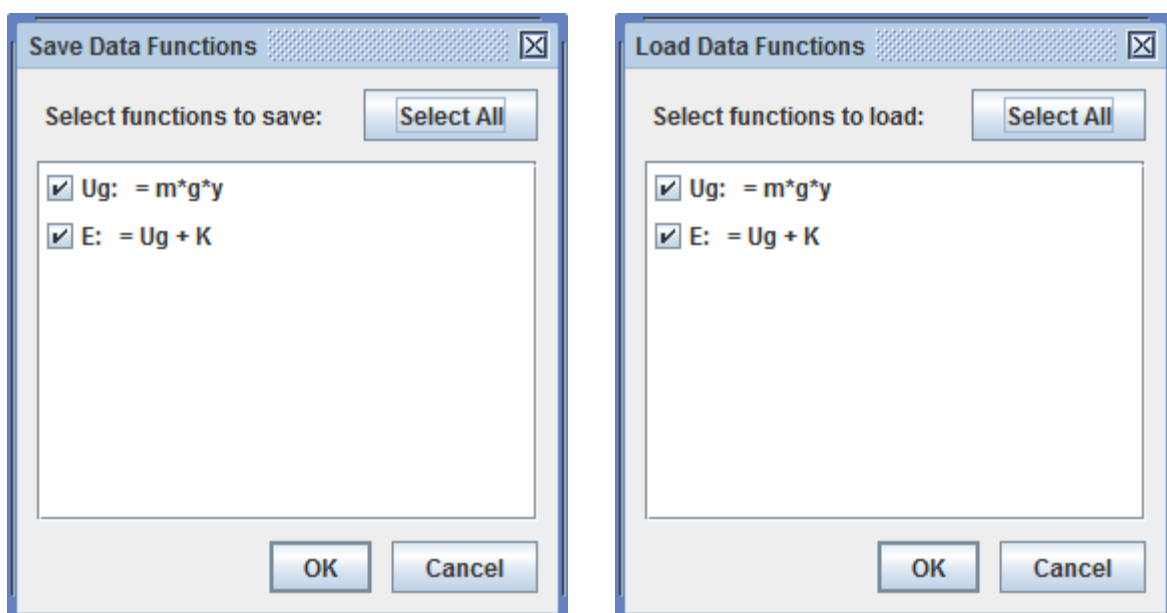 Save Data Functions
Select functions to save: Select All
Ug: = m*g*y
E: = Ug + K
OK Cancel
Load Data Functions
Select functions to load: Select All
Ug: = m*g*y
E: = Ug + K
OK Cancel